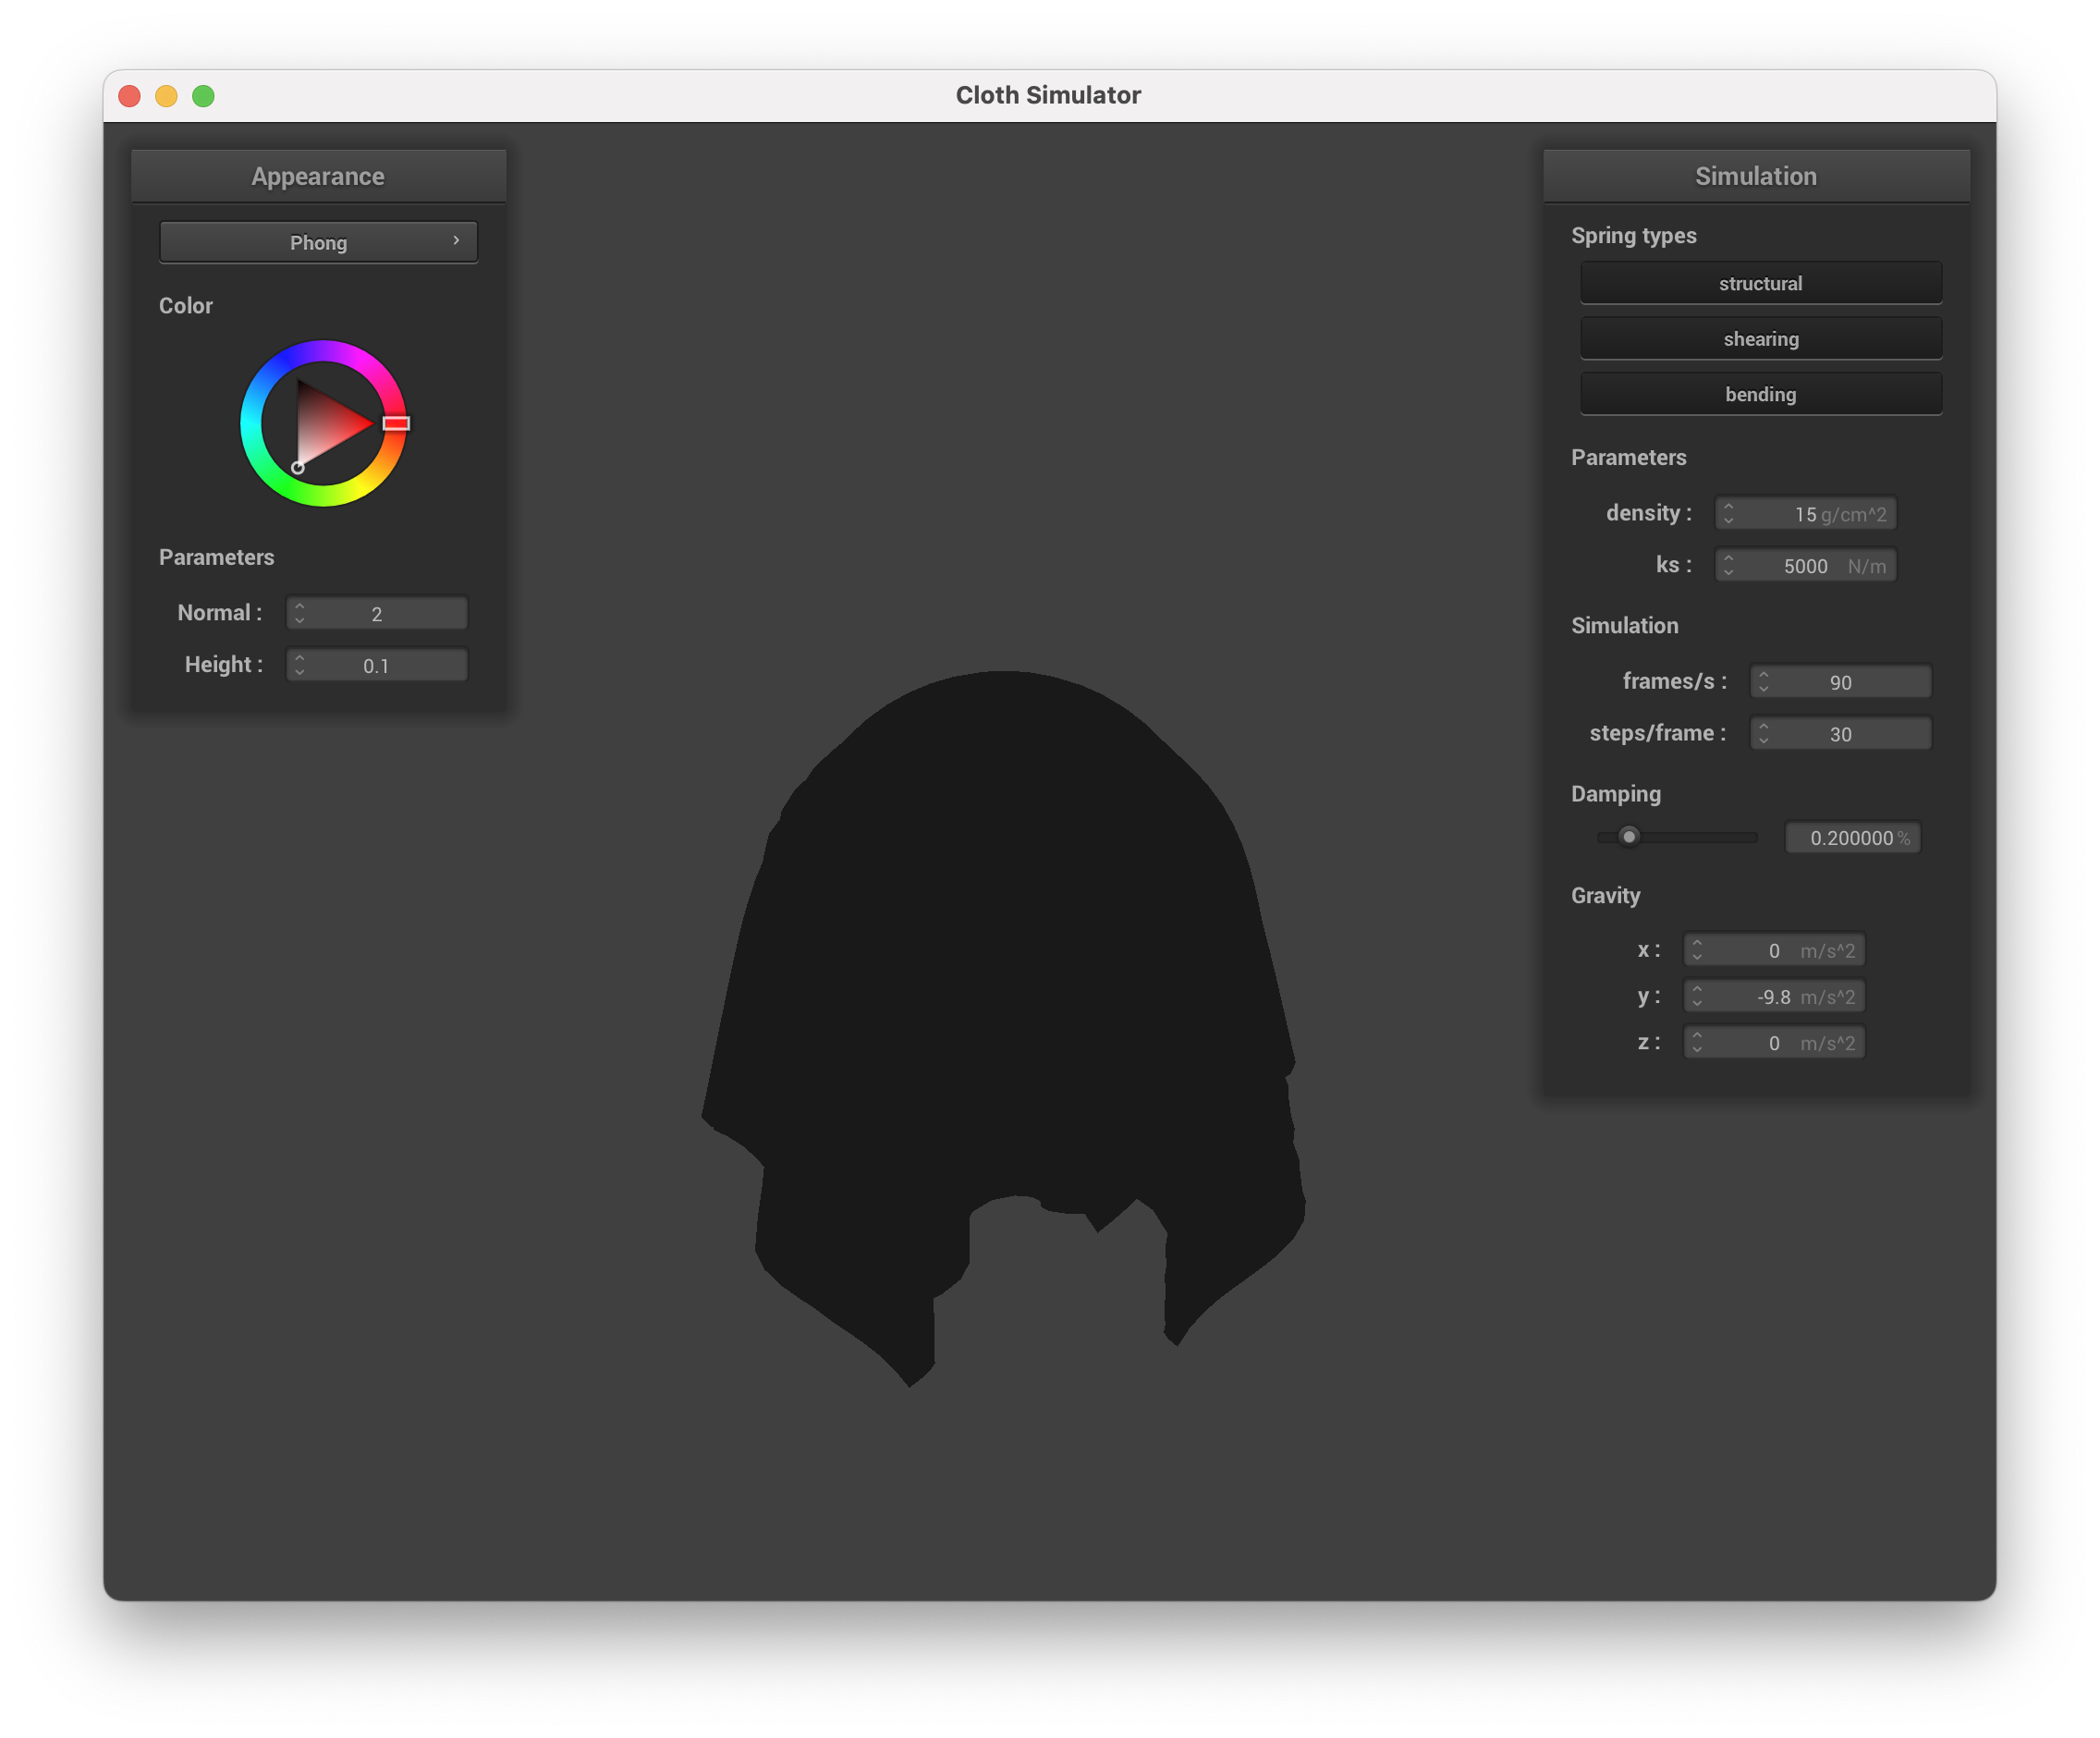 Cloth Simulator
Appearance
Phong
Color
Parameters
Normal : 2
Height : 0.1
Simulation
Spring types
structural
shearing
bending
Parameters
density : 15 g/cm^2
ks : 5000 N/m
Simulation
frames/s : 90
steps/frame : 30
Damping
0.200000 %
Gravity
x : 0 m/s^2
y : -9.8 m/s^2
z : 0 m/s^2